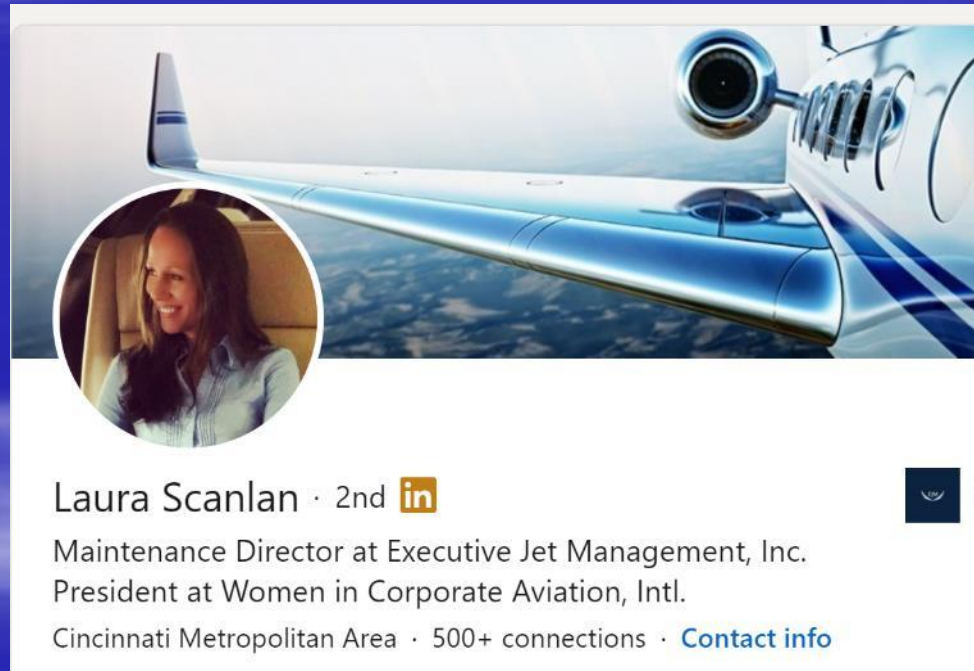 Laura Scanlan · 2nd in
Maintenance Director at Executive Jet Management, Inc.
President at Women in Corporate Aviation, Intl.
Cincinnati Metropolitan Area · 500+ connections · Contact info